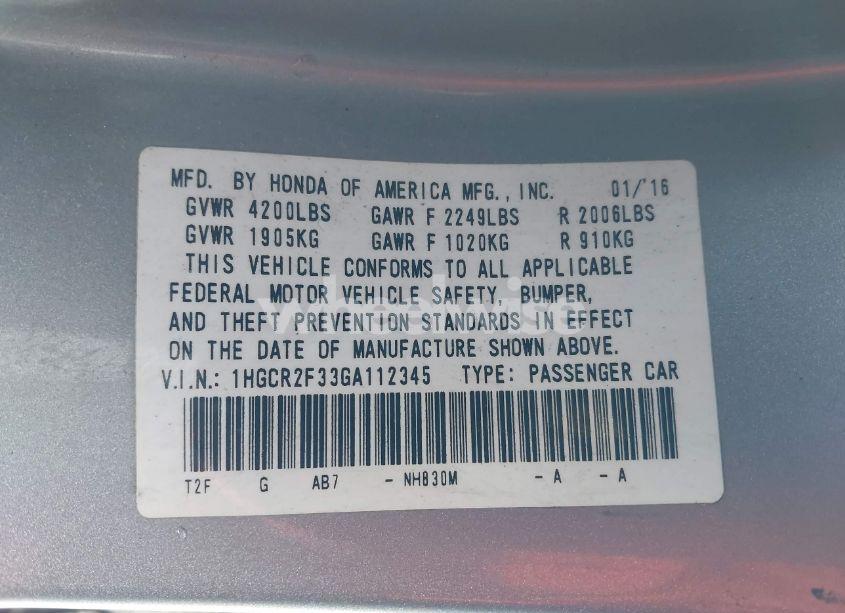 MFD. BY HONDA OF AMERICA MFG., INC. 01/'16
GVWR 4200LBS GAWR F 2249LBS R 2006LBS
GVWR 1905KG GAWR F 1020KG R 910KG
THIS VEHICLE CONFORMS TO ALL APPLICABLE
FEDERAL MOTOR VEHICLE SAFETY, BUMPER,
AND THEFT PREVENTION STANDARDS IN EFFECT
ON THE DATE OF MANUFACTURE SHOWN ABOVE.
V.I.N.: 1HGCR2F33GA112345 TYPE: PASSENGER CAR
T2F G AB7 - NH830M - A - A
wheelwise